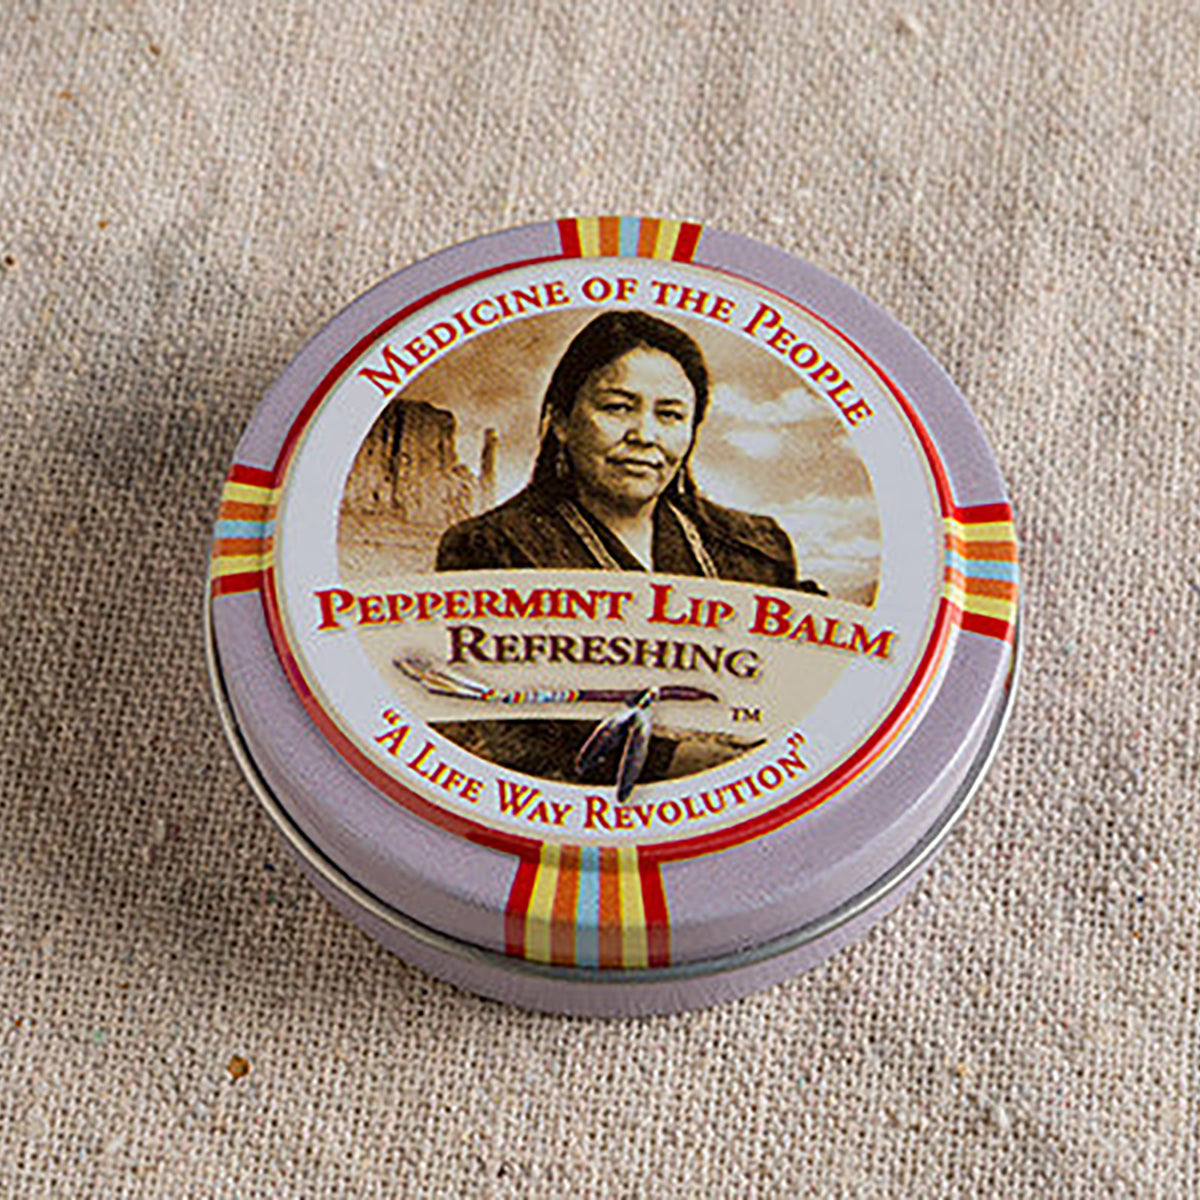 MEDICINE OF THE PEOPLE
PEPPERMINT LIP BALM
REFRESHING
TM
"A LIFE WAY REVOLUTION"